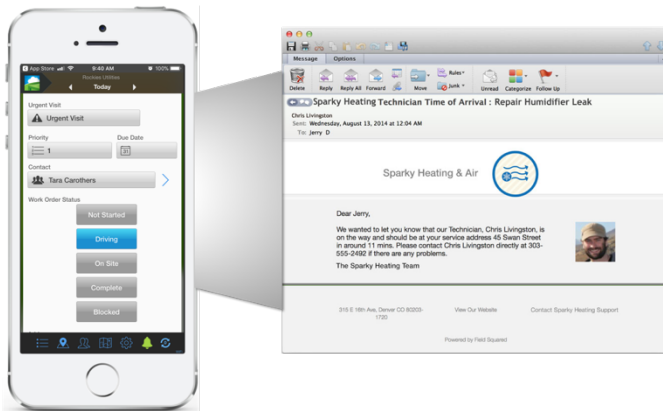 App Store 9:40 AM 100%
Rockies Utilities
Today
Urgent Visit
Urgent Visit
Priority Due Date
1 31
Contact
Tara Carothers
Work Order Status
Not Started
Driving
On Site
Complete
Blocked
Message Options
Delete Reply Reply All Forward Move Rules Junk Unread Categorize Follow Up
Sparky Heating Technician Time of Arrival : Repair Humidifier Leak
Chris Livingston
Sent: Wednesday, August 13, 2014 at 12:04 AM
To: Jerry D
Sparky Heating & Air
Dear Jerry,
We wanted to let you know that our Technician, Chris Livingston, is
on the way and should be at your service address 45 Swan Street
in around 11 mins. Please contact Chris Livingston directly at 303-
555-2492 if there are any problems.
The Sparky Heating Team
310 E 16th Ave, Denver CO 80203-
1720
View Our Website
Contact Sparky Heating Support
Powered by Field Squared